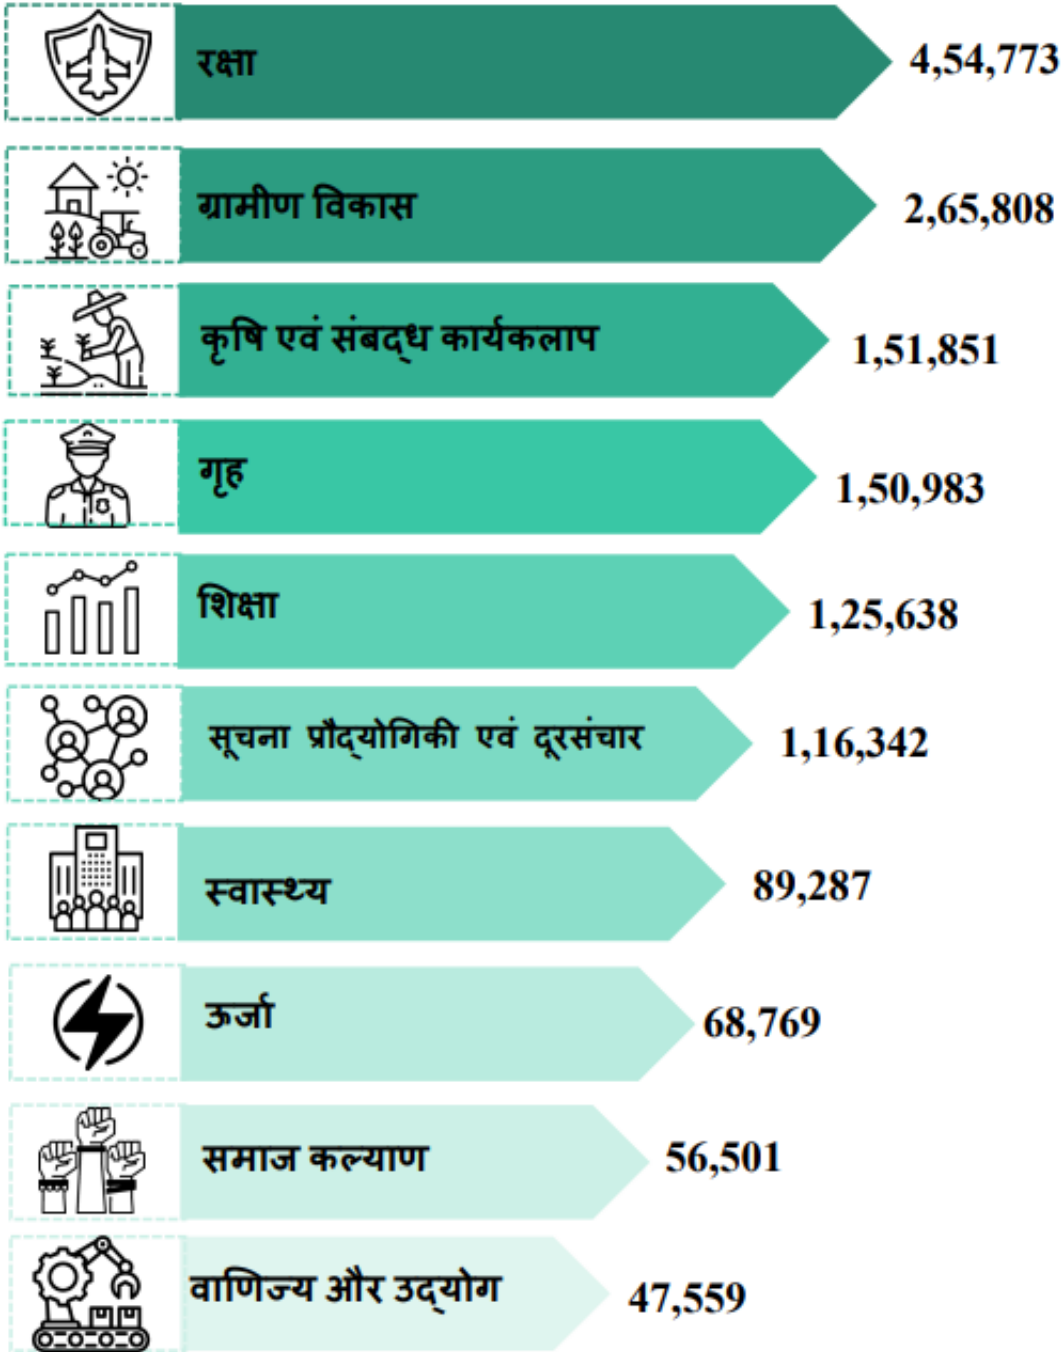 रक्षा 4,54,773
ग्रामीण विकास 2,65,808
कृषि एवं संबद्ध कार्यकलाप 1,51,851
गृह 1,50,983
शिक्षा 1,25,638
सूचना प्रौद्योगिकी एवं दूरसंचार 1,16,342
स्वास्थ्य 89,287
ऊर्जा 68,769
समाज कल्याण 56,501
वाणिज्य और उद्योग 47,559